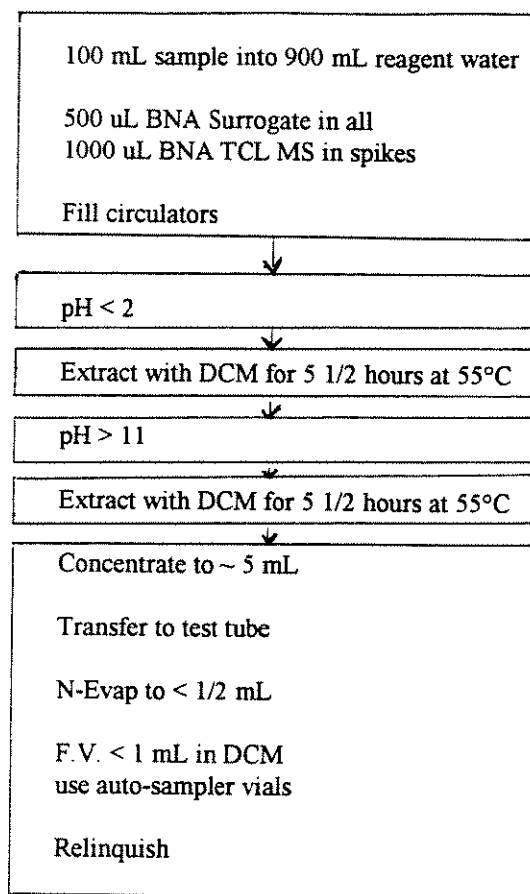 100 mL sample into 900 mL reagent water
500 uL BNA Surrogate in all
1000 uL BNA TCL MS in spikes
Fill circulators
pH < 2
Extract with DCM for 5 1/2 hours at 55°C
pH > 11
Extract with DCM for 5 1/2 hours at 55°C
Concentrate to ~ 5 mL
Transfer to test tube
N-Evap to < 1/2 mL
F.V. < 1 mL in DCM
use auto-sampler vials
Relinquish